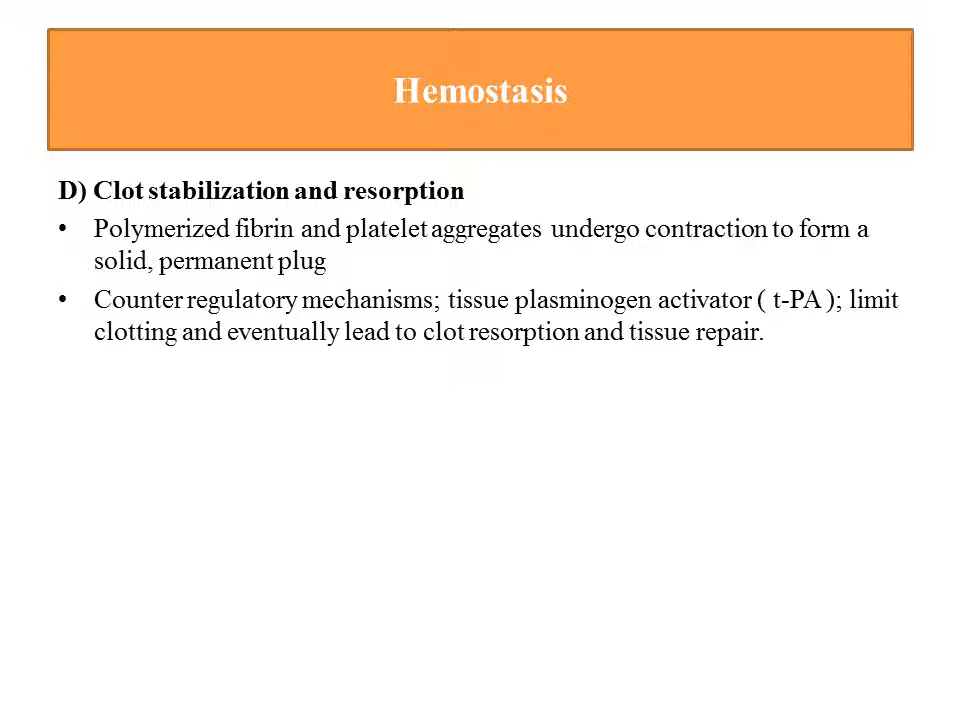 Hemostasis
D) Clot stabilization and resorption
• Polymerized fibrin and platelet aggregates undergo contraction to form a
solid, permanent plug
• Counter regulatory mechanisms; tissue plasminogen activator ( t-PA ); limit
clotting and eventually lead to clot resorption and tissue repair.